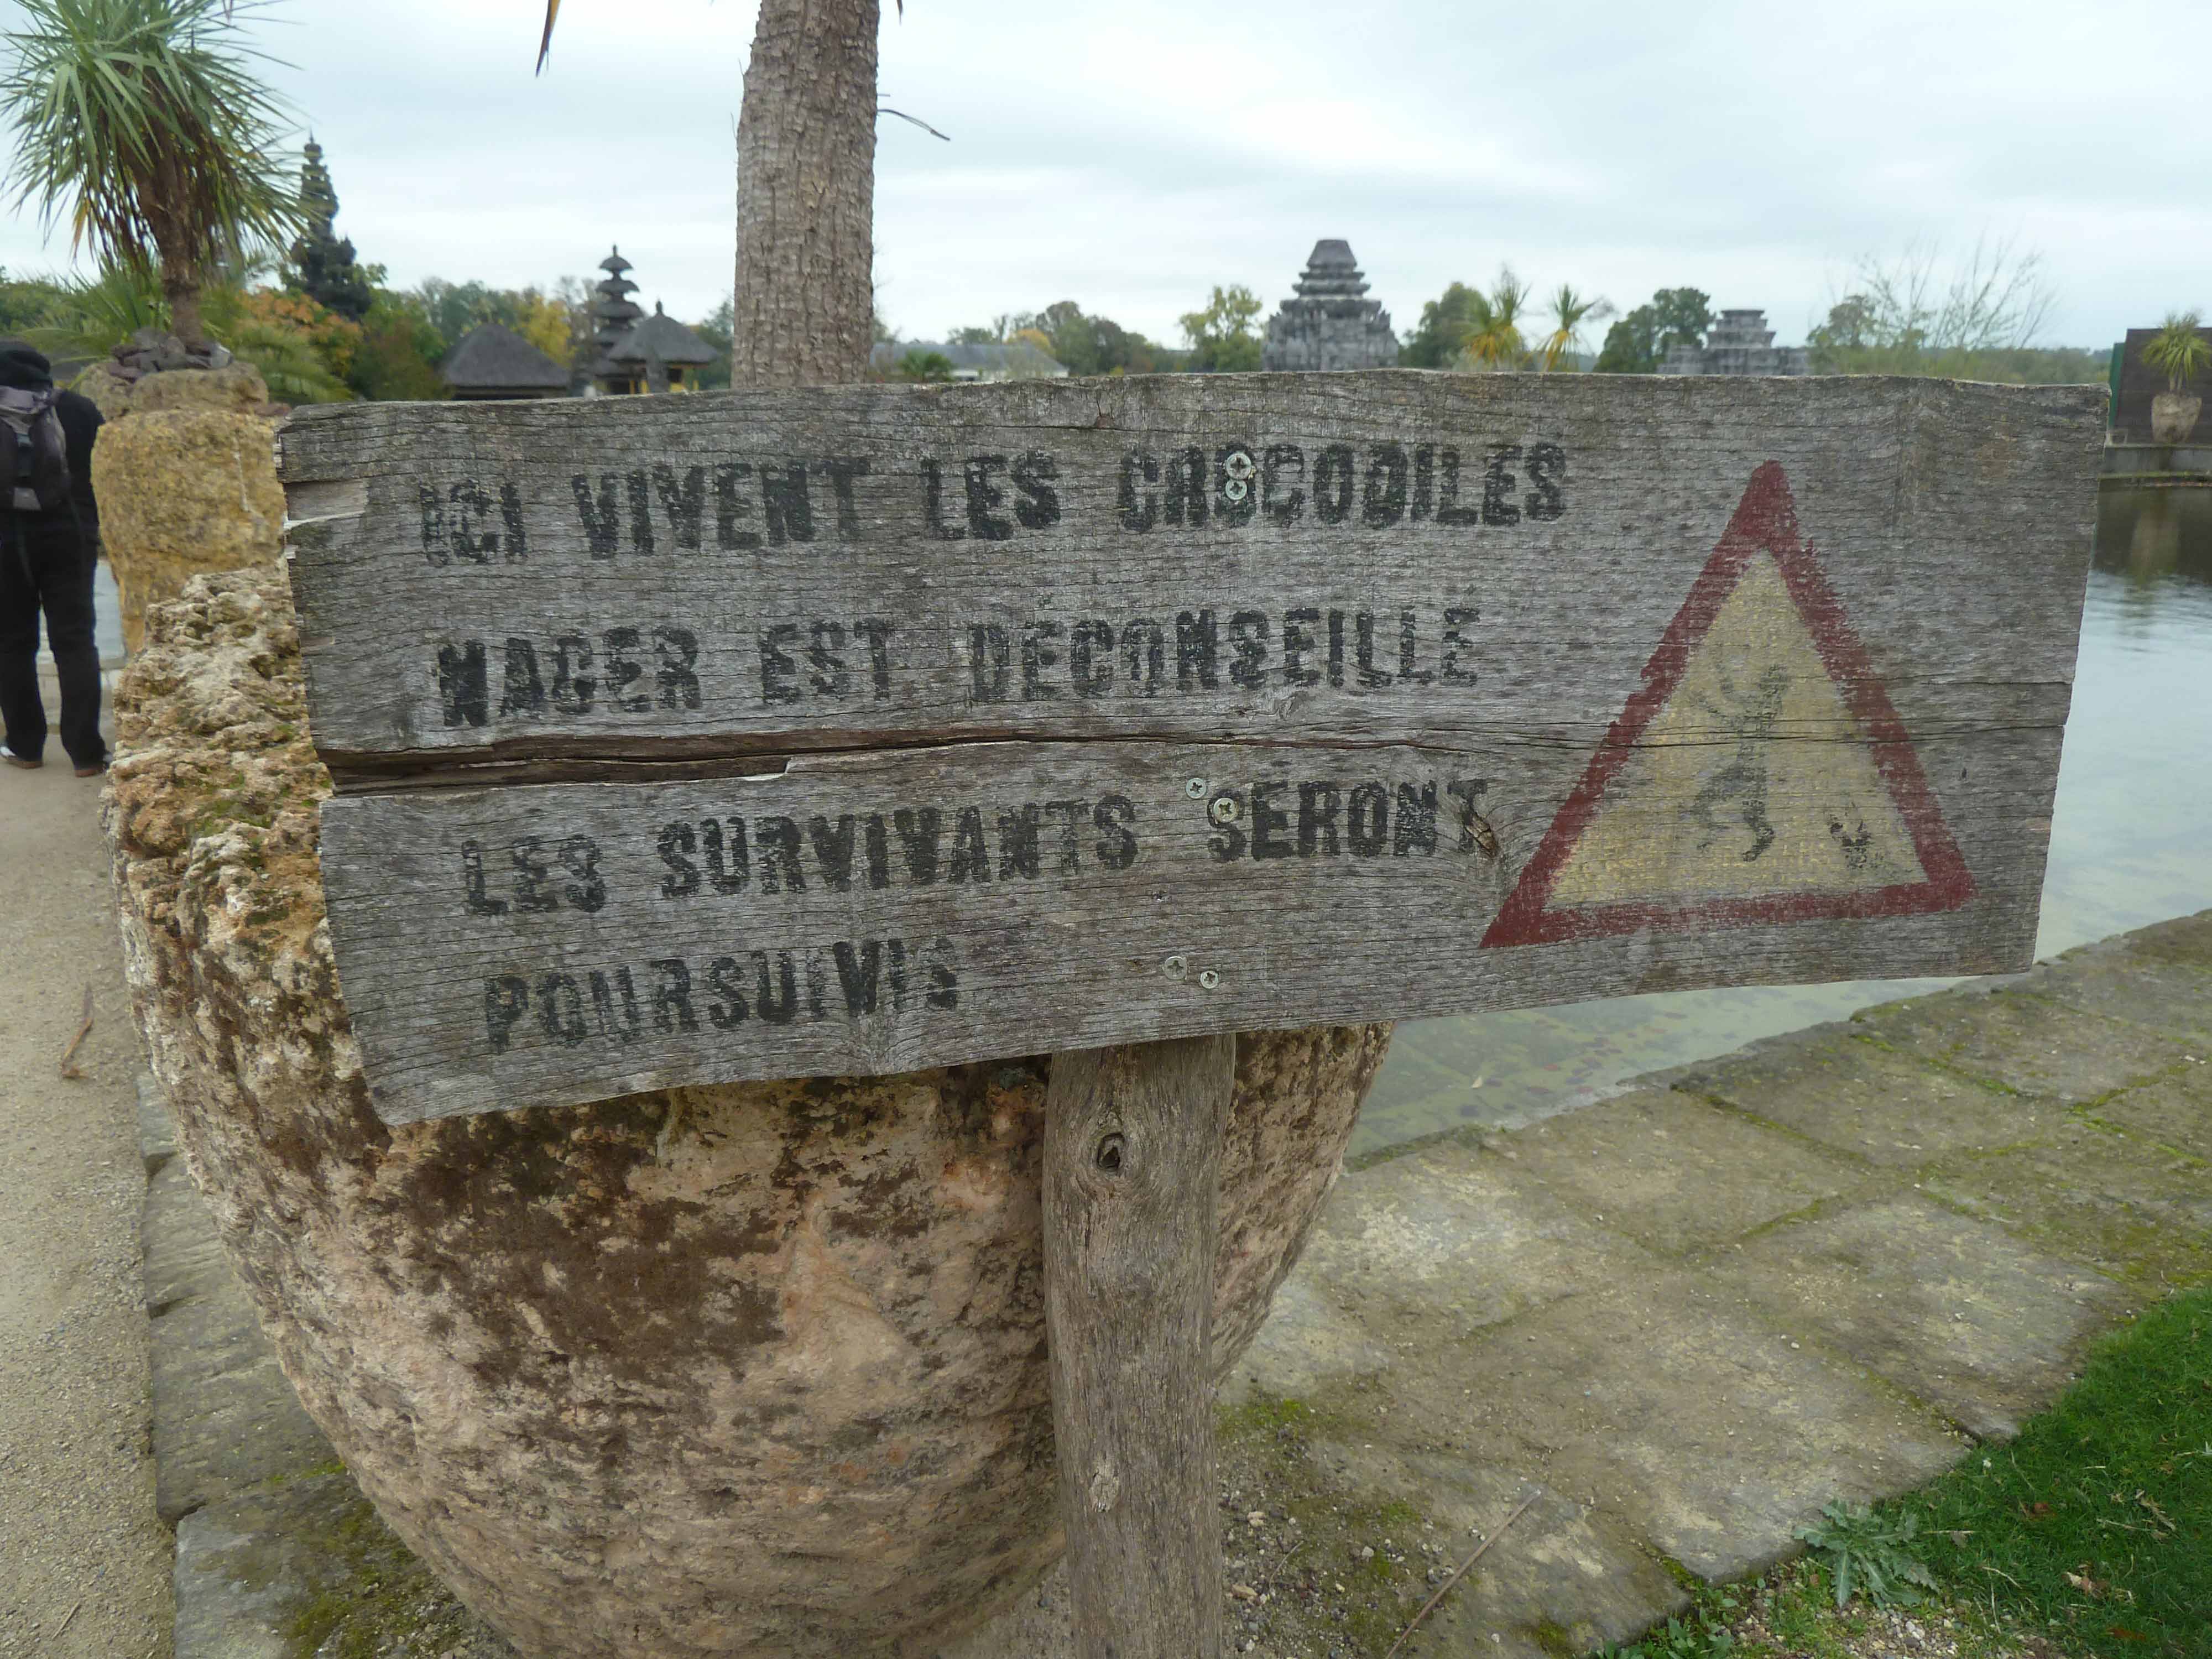 ICI VIVENT LES CROCODILES
NAGER EST DECONSEILLE
LES SURVIVANTS SERONT
POURSUIVIS